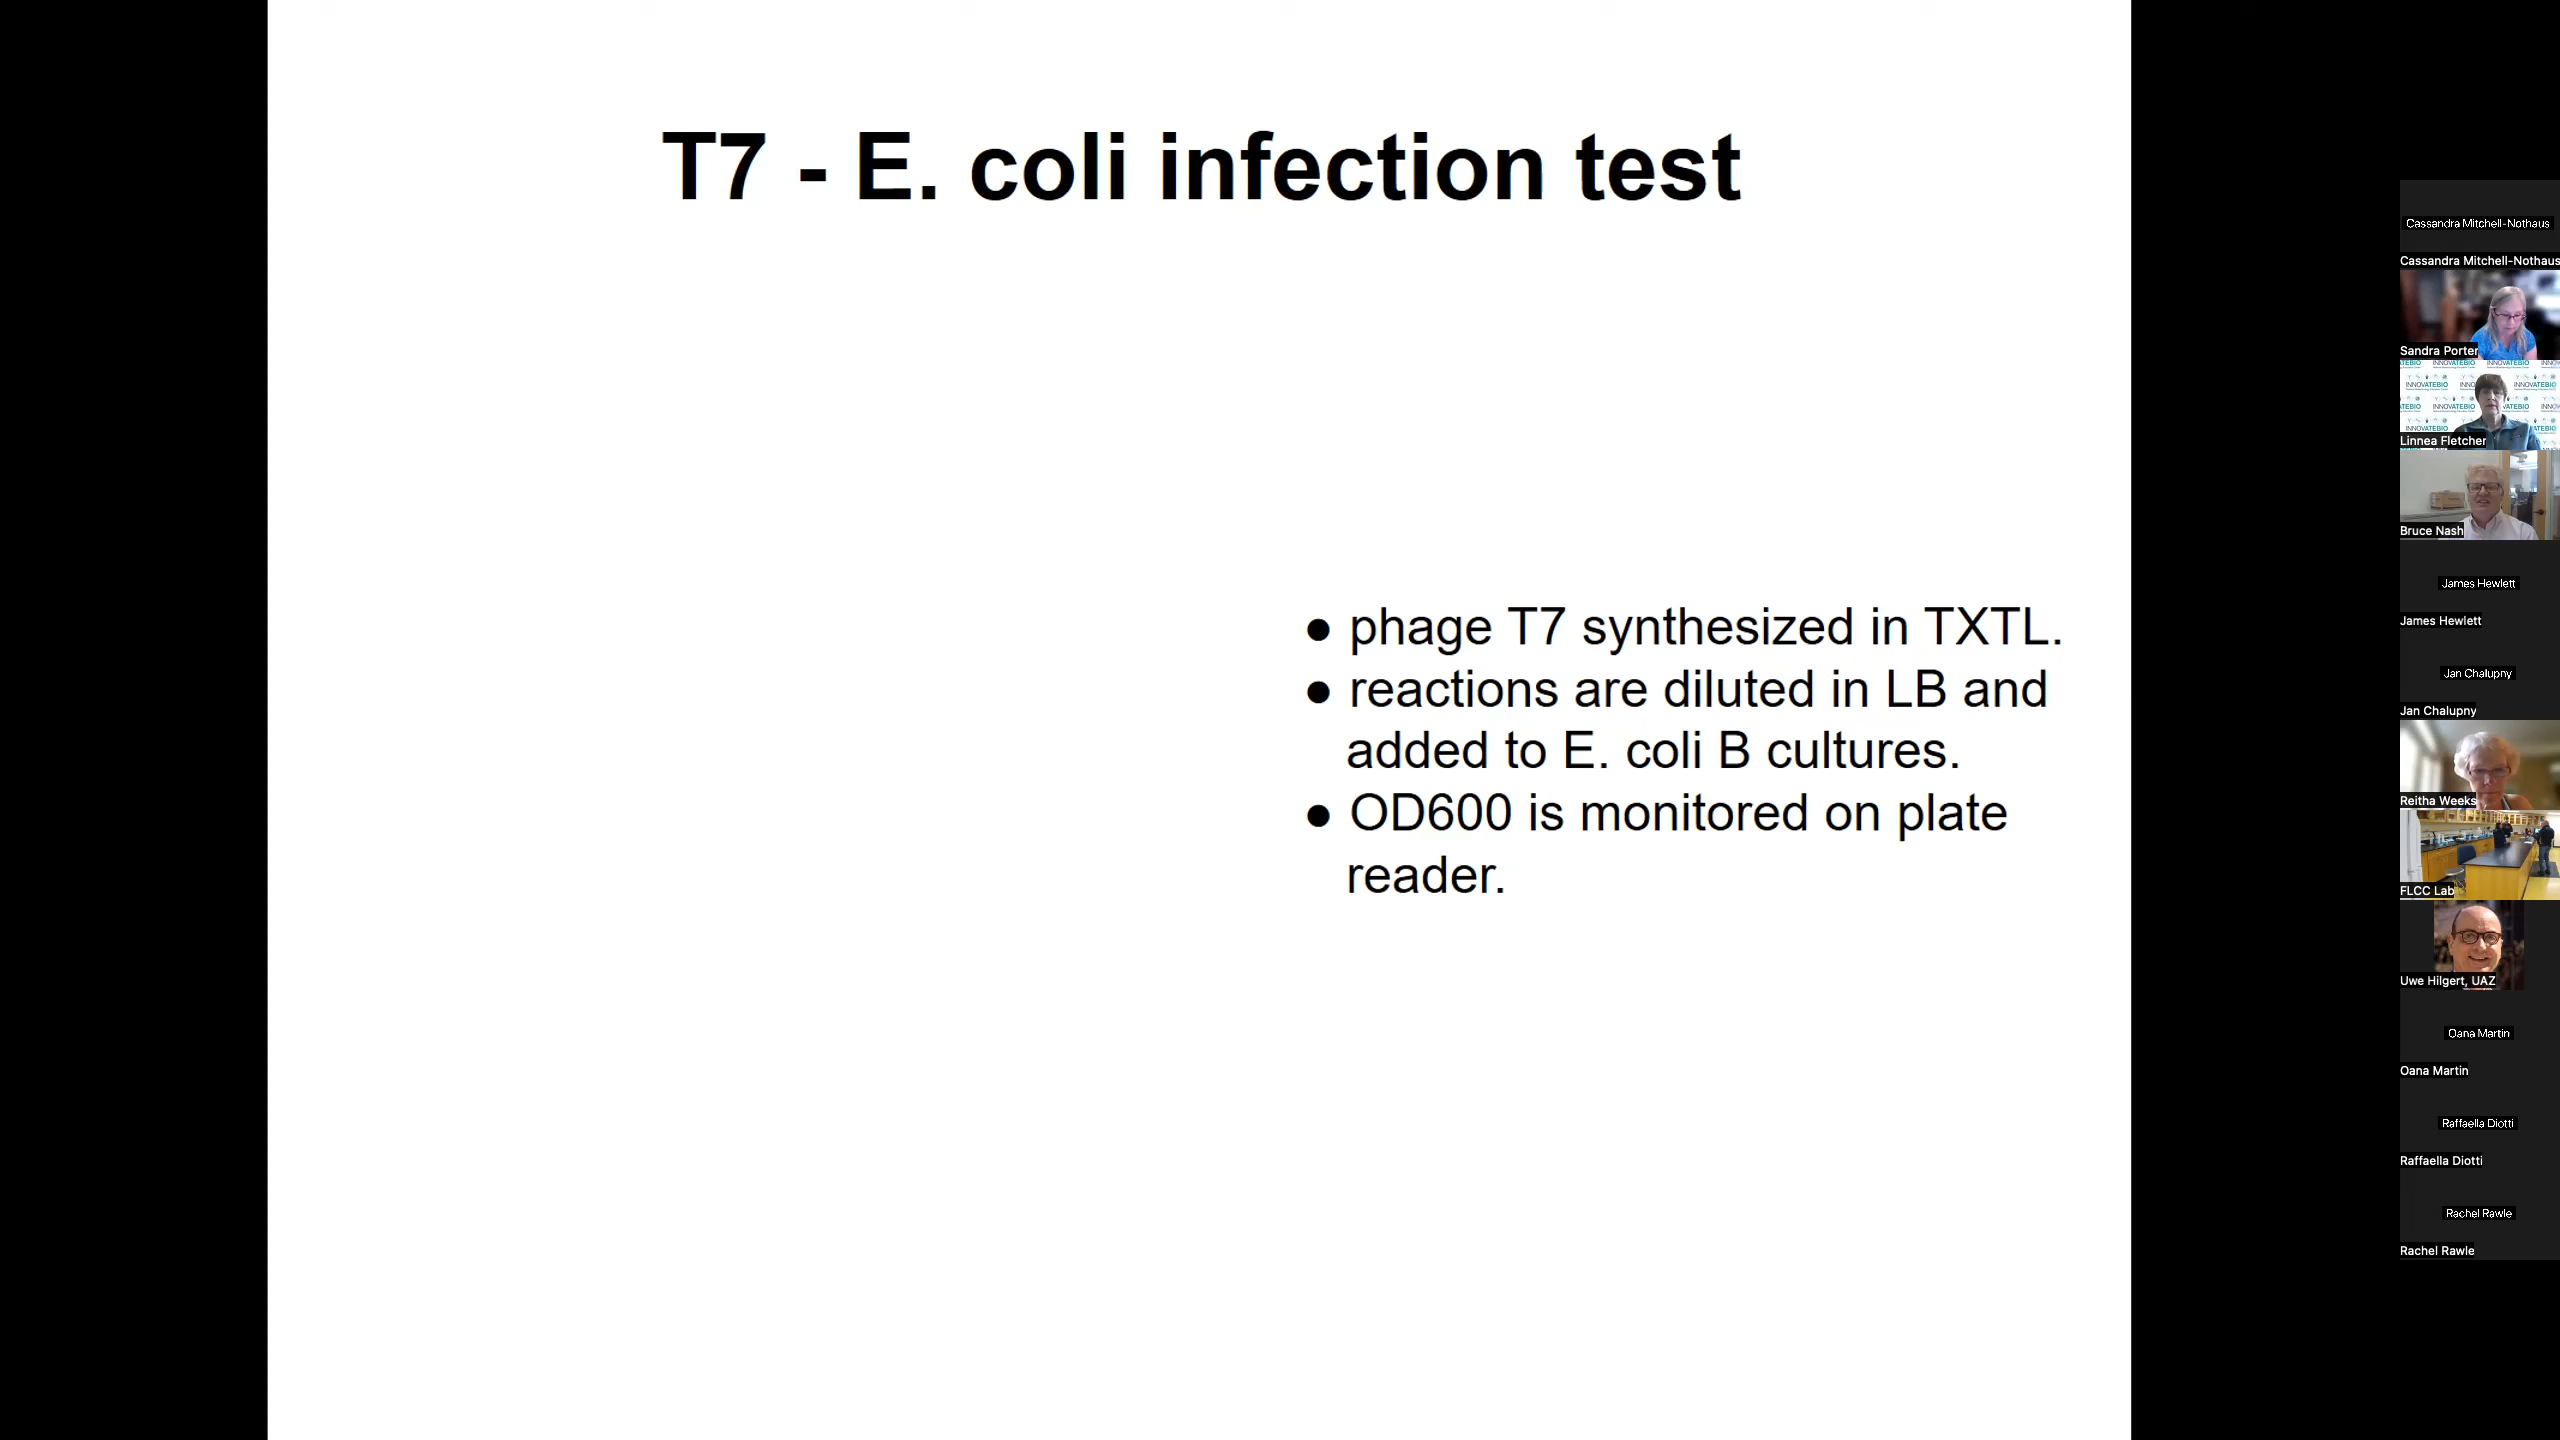 T7 - E. coli infection test
● phage T7 synthesized in TXTL.
● reactions are diluted in LB and
added to E. coli B cultures.
● OD600 is monitored on plate
reader.
Cassandra Mitchell-Nothaus
Cassandra Mitchell-Nothaus
Sandra Porter
INNOVATEBIO
INNOVATEBIO
INNOVATEBIO
Linnea Fletcher
Bruce Nash
James Hewlett
James Hewlett
Jan Chalupny
Jan Chalupny
Reitha Weeks
FLCC Lab
Uwe Hilgert, UAZ
Oana Martin
Oana Martin
Raffaella Diotti
Raffaella Diotti
Rachel Rawle
Rachel Rawle